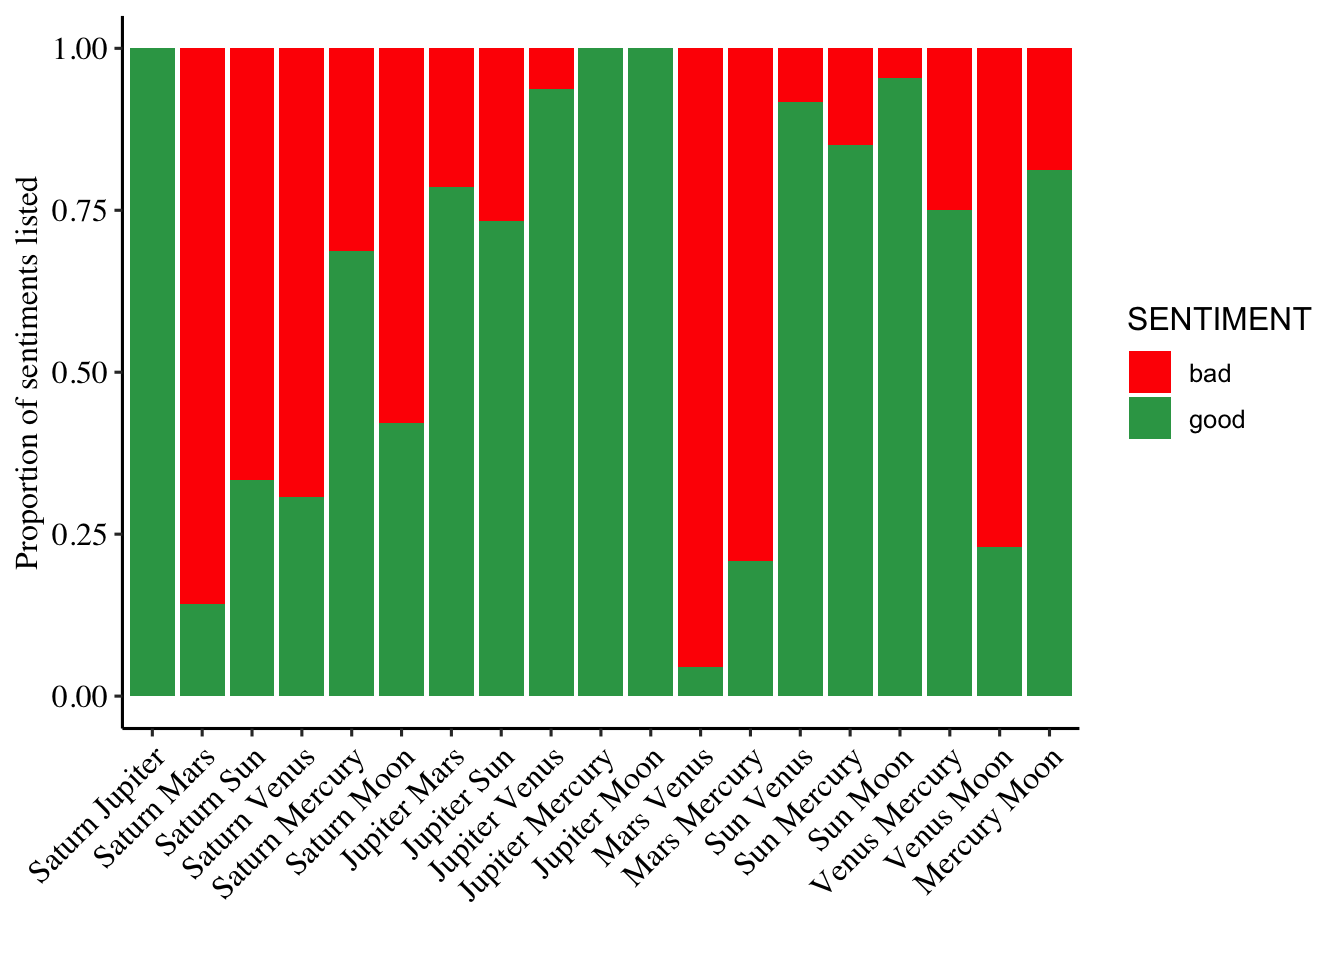 Proportion of sentiments listed
1.00
0.75
0.50
0.25
0.00
Saturn Jupiter
Saturn Mars
Saturn Sun
Saturn Venus
Saturn Mercury
Saturn Moon
Jupiter Mars
Jupiter Sun
Jupiter Venus
Jupiter Mercury
Jupiter Moon
Mars Venus
Mars Mercury
Sun Venus
Sun Mercury
Sun Moon
Venus Mercury
Venus Moon
Mercury Moon
SENTIMENT
bad
good